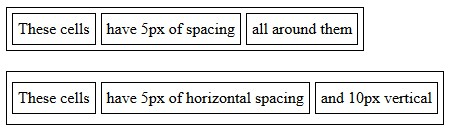 These cells have 5px of spacing all around them
These cells have 5px of horizontal spacing and 10px vertical